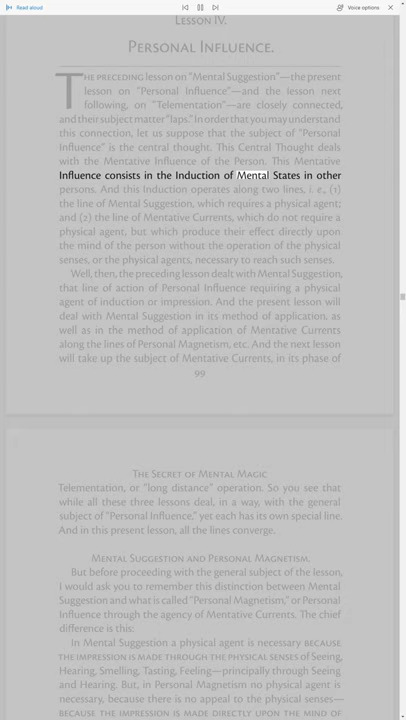 Read aloud
Voice options
LESSON IV.
PERSONAL INFLUENCE.
THE PRECEDING lesson on "Mental Suggestion"—the present
lesson on "Personal Influence"—and the lesson next
following, on "Telementation"—are closely connected,
and their subject matter "laps." In order that you may understand
this connection, let us suppose that the subject of "Personal
Influence" is the central thought. This Central Thought deals
with the Mentative Influence of the Person. This Mentative
Influence consists in the Induction of Mental States in other
persons. And this Induction operates along two lines, i. e., (1)
the line of Mental Suggestion, which requires a physical agent;
and (2) the line of Mentative Currents, which do not require a
physical agent, but which produce their effect directly upon
the mind of the person without the operation of the physical
senses, or the physical agents, necessary to reach such senses.
Well, then, the preceding lesson dealt with Mental Suggestion,
that line of action of Personal Influence requiring a physical
agent of induction or impression. And the present lesson will
deal with Mental Suggestion in its method of application, as
well as in the method of application of Mentative Currents
along the lines of Personal Magnetism, etc. And the next lesson
will take up the subject of Mentative Currents, in its phase of
99
THE SECRET OF MENTAL MAGIC
Telementation, or "long distance" operation. So you see that
while all these three lessons deal, in a way, with the general
subject of "Personal Influence," yet each has its own special line.
And in this present lesson, all the lines converge.
MENTAL SUGGESTION AND PERSONAL MAGNETISM.
But before proceeding with the general subject of the lesson,
I would ask you to remember this distinction between Mental
Suggestion and what is called "Personal Magnetism," or Personal
Influence through the agency of Mentative Currents. The chief
difference is this:
In Mental Suggestion a physical agent is necessary BECAUSE
THE IMPRESSION IS MADE THROUGH THE PHYSICAL SENSES of Seeing,
Hearing, Smelling, Tasting, Feeling—principally through Seeing
and Hearing. But, in Personal Magnetism no physical agent is
necessary, because there is no appeal to the physical senses—
BECAUSE THE IMPRESSION IS MADE DIRECTLY UPON THE MIND OF